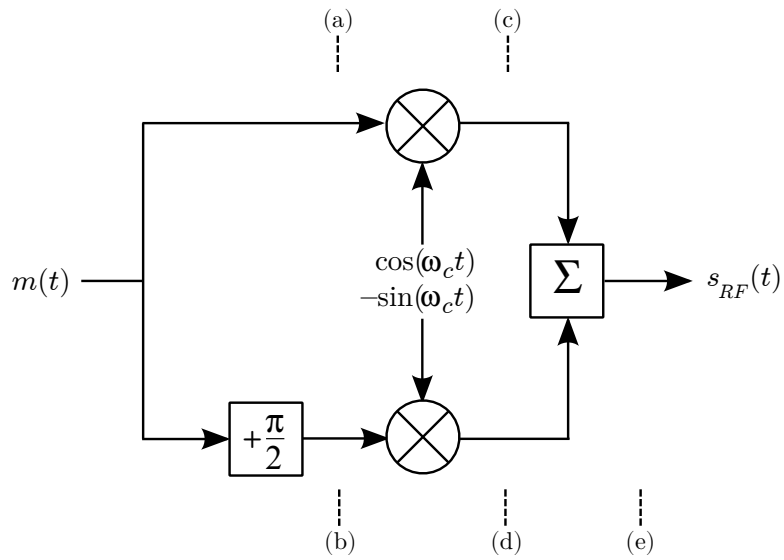 (a) (c)
m(t)
cos(ω_c t)
−sin(ω_c t)
Σ
s_RF(t)
+π/2
(b) (d) (e)